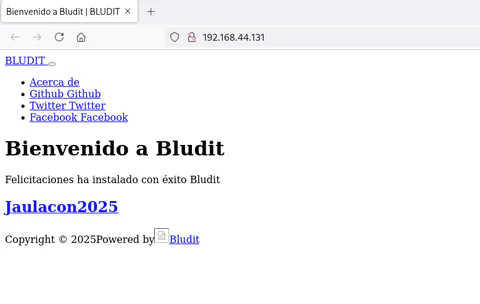 Bienvenido a Bludit | BLUDIT
192.168.44.131
BLUDIT
Acerca de
Github Github
Twitter Twitter
Facebook Facebook
Bienvenido a Bludit
Felicitaciones ha instalado con éxito Bludit
Jaulacon2025
Copyright © 2025Powered by Bludit